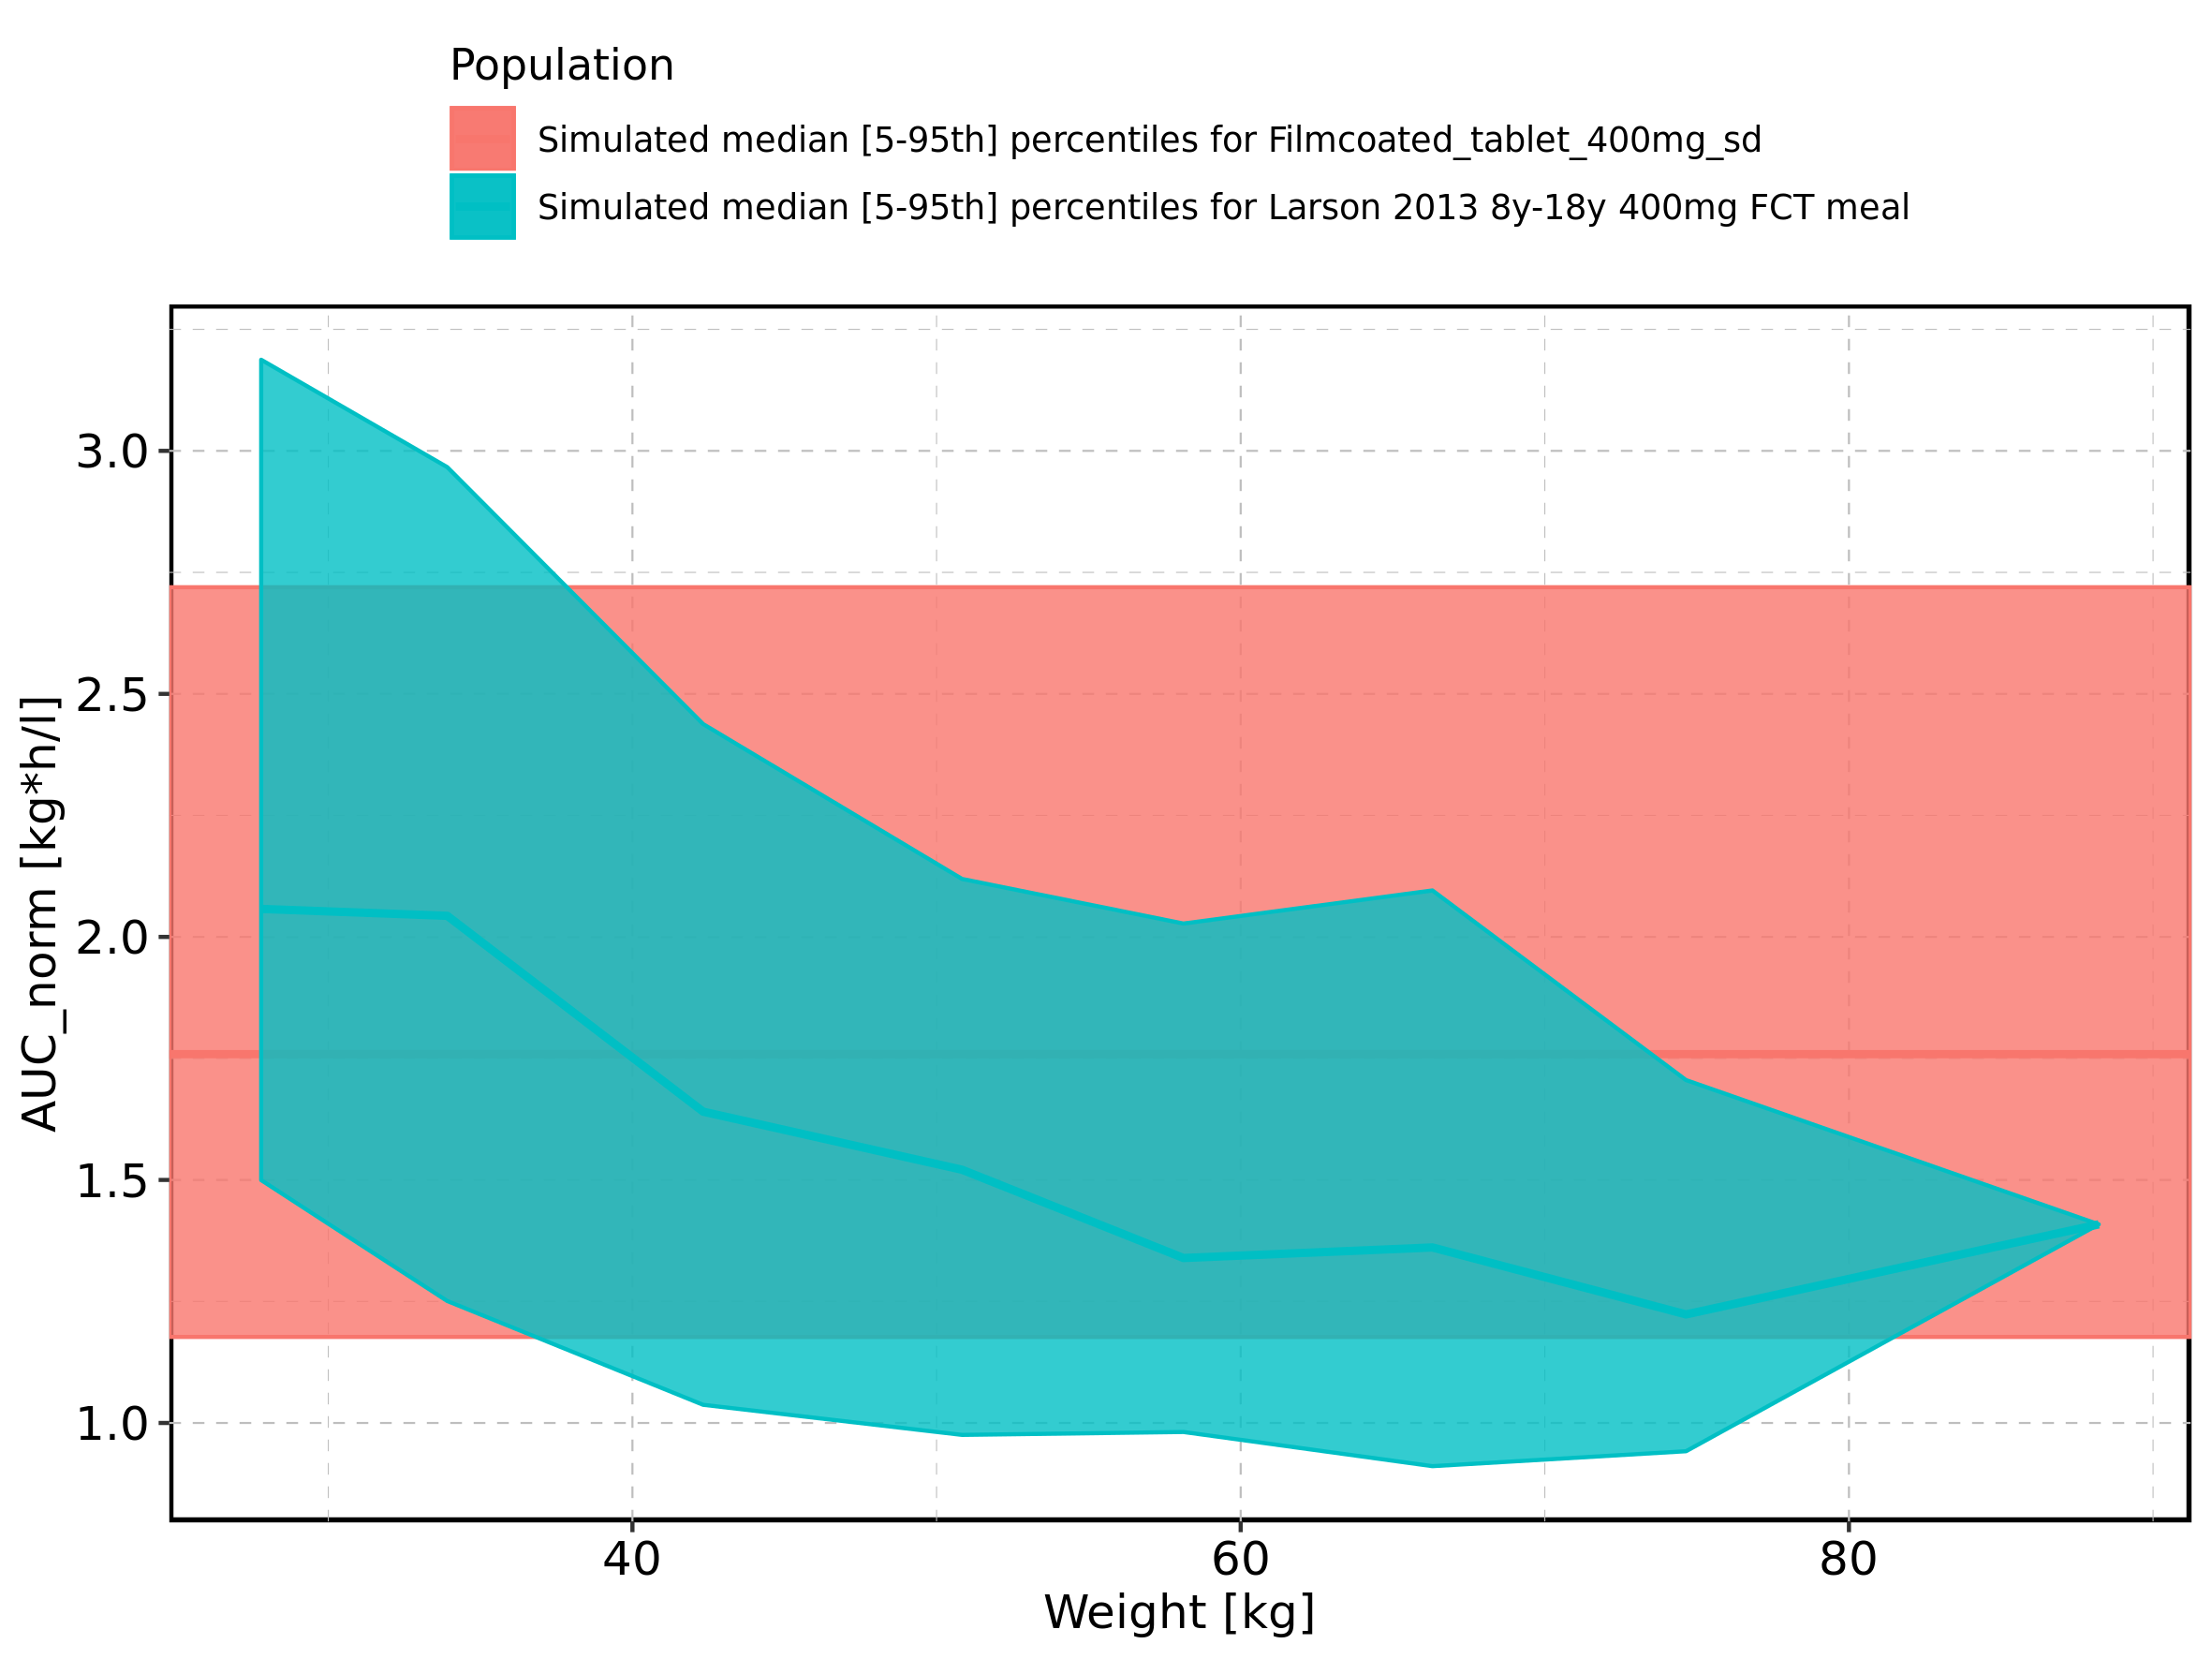 Population
Simulated median [5-95th] percentiles for Filmcoated_tablet_400mg_sd
Simulated median [5-95th] percentiles for Larson 2013 8y-18y 400mg FCT meal
AUC_norm [kg*h/l]
3.0
2.5
2.0
1.5
1.0
40 60 80
Weight [kg]